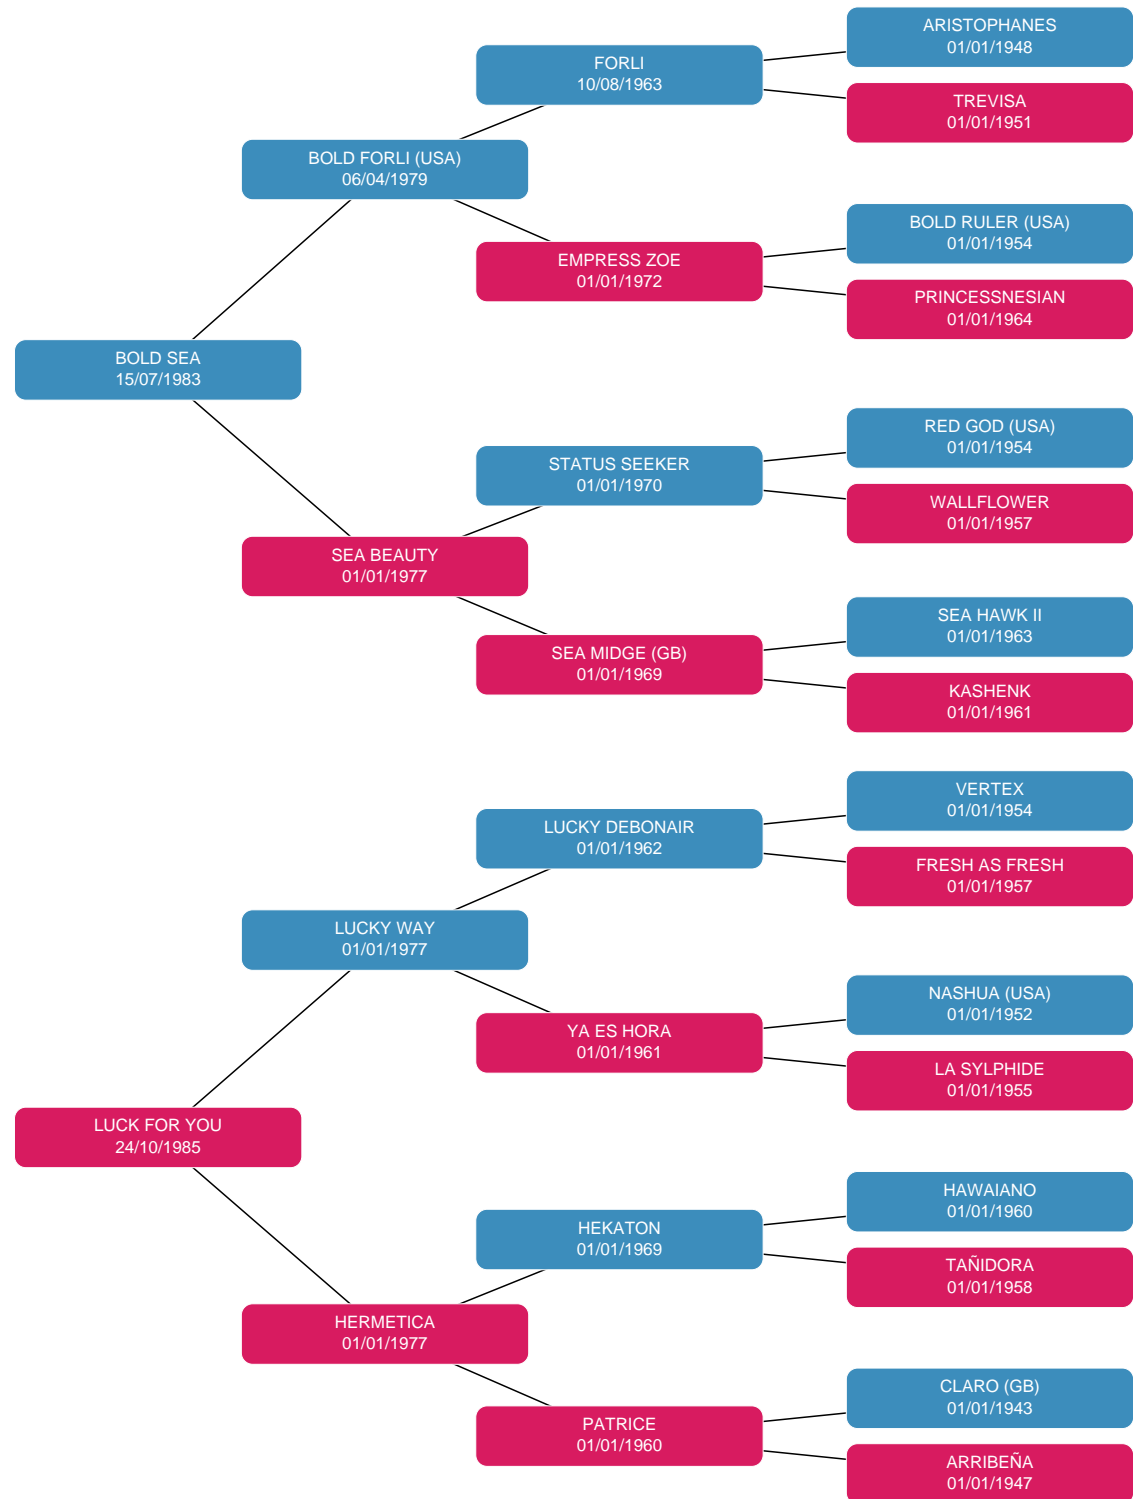 ARISTOPHANES
01/01/1948
FORLI
10/08/1963
TREVISA
01/01/1951
BOLD FORLI (USA)
06/04/1979
BOLD RULER (USA)
01/01/1954
EMPRESS ZOE
01/01/1972
PRINCESSNESIAN
01/01/1964
BOLD SEA
15/07/1983
RED GOD (USA)
01/01/1954
STATUS SEEKER
01/01/1970
WALLFLOWER
01/01/1957
SEA BEAUTY
01/01/1977
SEA HAWK II
01/01/1963
SEA MIDGE (GB)
01/01/1969
KASHENK
01/01/1961
VERTEX
01/01/1954
LUCKY DEBONAIR
01/01/1962
FRESH AS FRESH
01/01/1957
LUCKY WAY
01/01/1977
NASHUA (USA)
01/01/1952
YA ES HORA
01/01/1961
LA SYLPHIDE
01/01/1955
LUCK FOR YOU
24/10/1985
HAWAIANO
01/01/1960
HEKATON
01/01/1969
TAÑIDORA
01/01/1958
HERMETICA
01/01/1977
CLARO (GB)
01/01/1943
PATRICE
01/01/1960
ARRIBEÑA
01/01/1947